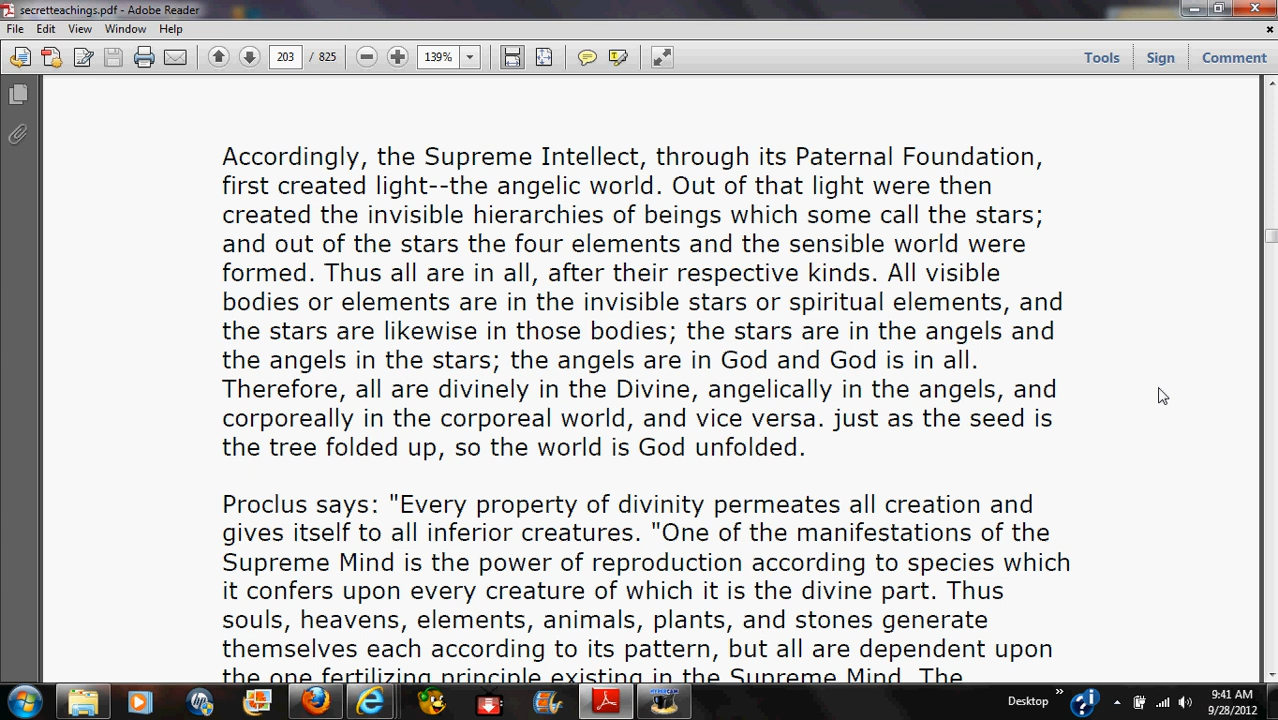 secretteachings.pdf - Adobe Reader
File Edit View Window Help
203 / 825 139% Tools Sign Comment
Accordingly, the Supreme Intellect, through its Paternal Foundation,
first created light--the angelic world. Out of that light were then
created the invisible hierarchies of beings which some call the stars;
and out of the stars the four elements and the sensible world were
formed. Thus all are in all, after their respective kinds. All visible
bodies or elements are in the invisible stars or spiritual elements, and
the stars are likewise in those bodies; the stars are in the angels and
the angels in the stars; the angels are in God and God is in all.
Therefore, all are divinely in the Divine, angelically in the angels, and
corporeally in the corporeal world, and vice versa. just as the seed is
the tree folded up, so the world is God unfolded.
Proclus says: "Every property of divinity permeates all creation and
gives itself to all inferior creatures. "One of the manifestations of the
Supreme Mind is the power of reproduction according to species which
it confers upon every creature of which it is the divine part. Thus
souls, heavens, elements, animals, plants, and stones generate
themselves each according to its pattern, but all are dependent upon
the one fertilizing principle existing in the Supreme Mind. The
Desktop » 9:41 AM
9/28/2012